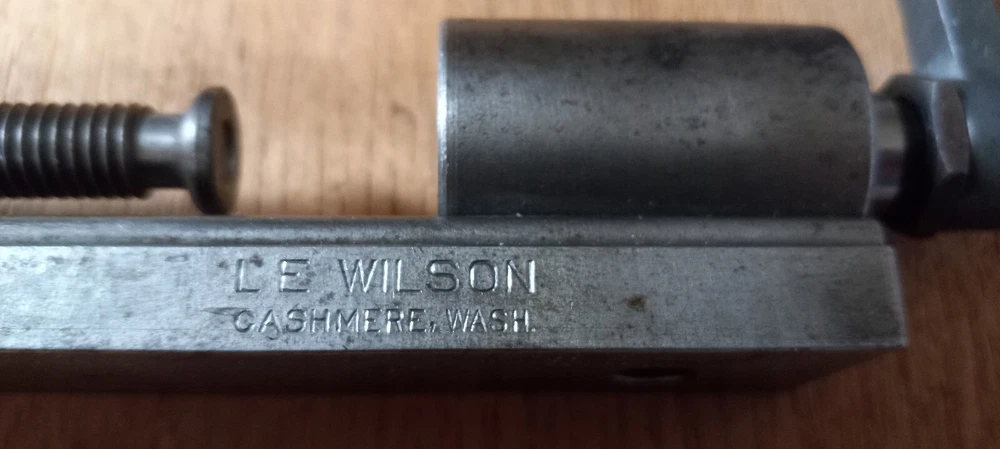 L E WILSON
CASHMERE, WASH.